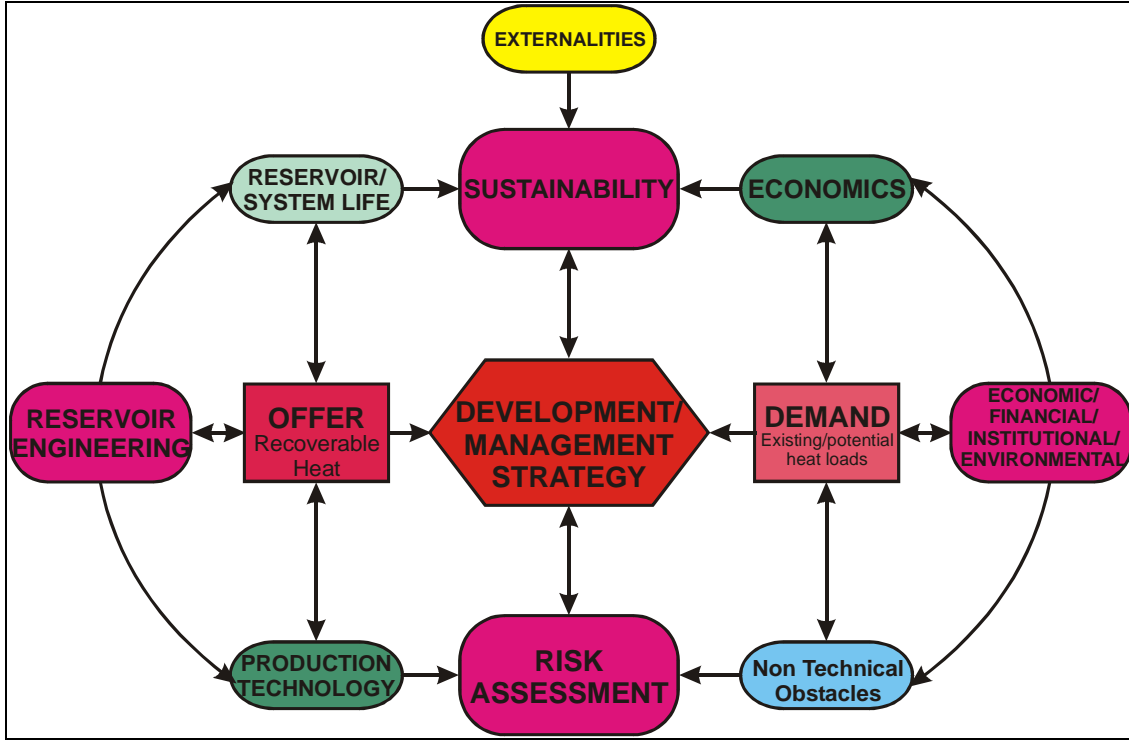 EXTERNALITIES
RESERVOIR/
SYSTEM LIFE
SUSTAINABILITY
ECONOMICS
RESERVOIR
ENGINEERING
OFFER
Recoverable
Heat
DEVELOPMENT/
MANAGEMENT
STRATEGY
DEMAND
Existing/potential
heat loads
ECONOMIC/
FINANCIAL/
INSTITUTIONAL/
ENVIRONMENTAL
PRODUCTION
TECHNOLOGY
RISK
ASSESSMENT
Non Technical
Obstacles